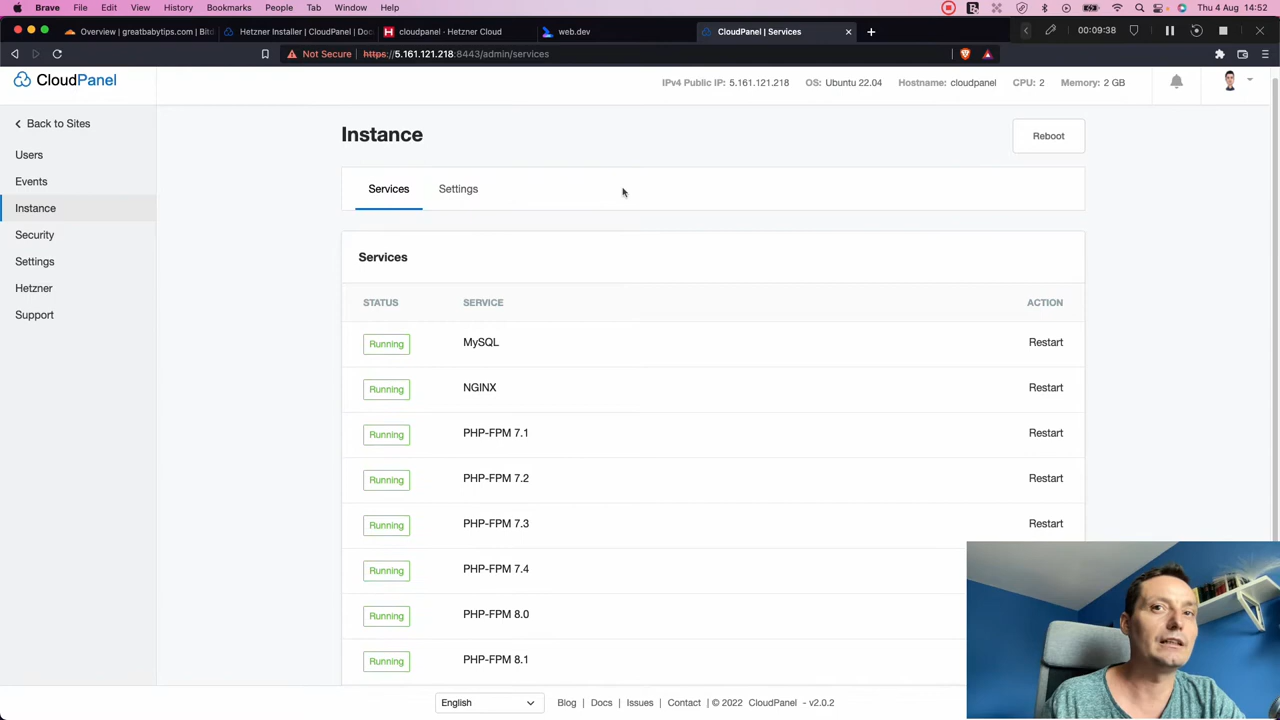 Brave File Edit View History Bookmarks People Tab Window Help Thu 4 Aug 14:52
Overview | greatbabytips.com | Bitd Hetzner Installer | CloudPanel | Doc cloudpanel · Hetzner Cloud web.dev CloudPanel | Services 00:09:38
Not Secure https://5.161.121.218:8443/admin/services
CloudPanel IPv4 Public IP: 5.161.121.218 OS: Ubuntu 22.04 Hostname: cloudpanel CPU: 2 Memory: 2 GB
Back to Sites
Users
Events
Instance
Security
Settings
Hetzner
Support
Instance Reboot
Services Settings
Services
STATUS SERVICE ACTION
Running MySQL Restart
Running NGINX Restart
Running PHP-FPM 7.1 Restart
Running PHP-FPM 7.2 Restart
Running PHP-FPM 7.3 Restart
Running PHP-FPM 7.4
Running PHP-FPM 8.0
Running PHP-FPM 8.1
English Blog | Docs | Issues | Contact | © 2022 CloudPanel - v2.0.2